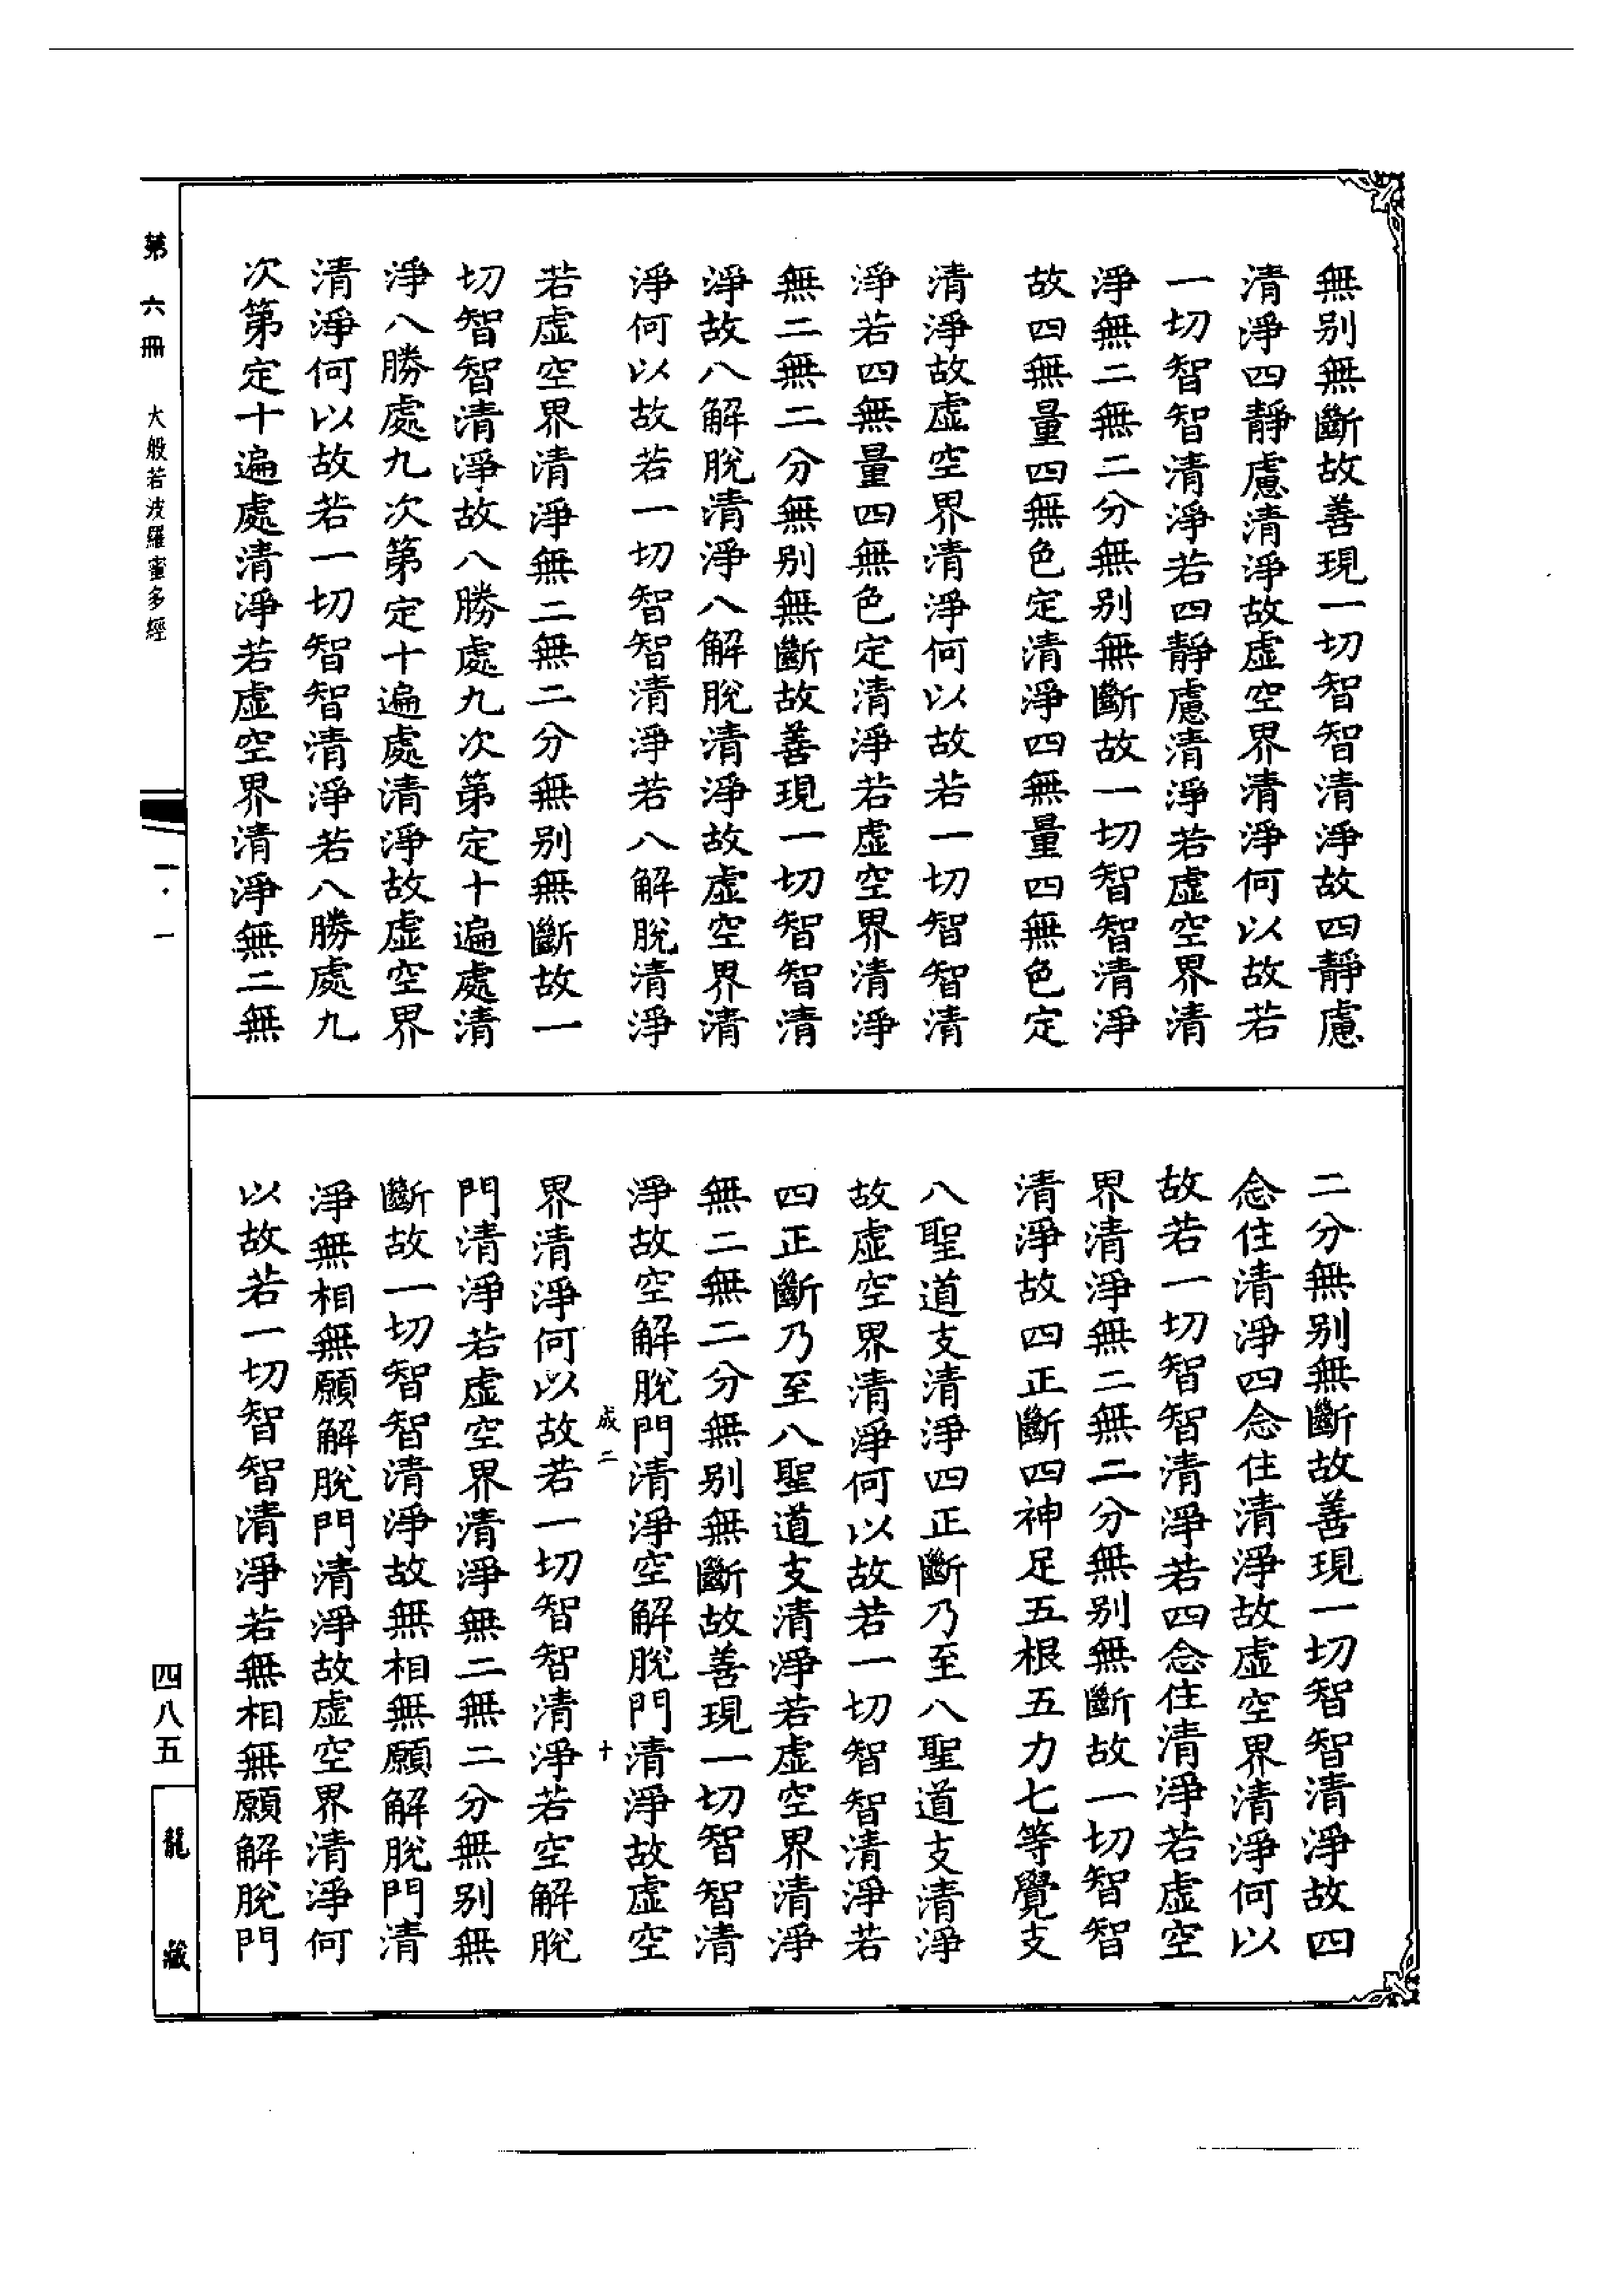 無别無斷故善現一切智智清淨故四靜慮
清淨四靜慮清淨故虛空界清淨何以故若
一切智智清淨若四靜慮清淨若虛空界清
淨無二無二分無别無斷故一切智智清淨
故四無量四無色定清淨四無量四無色定
清淨故虛空界清淨何以故若一切智智清
淨若四無量四無色定清淨若虛空界清淨
無二無二分無别無斷故善現一切智智清
淨故八解脫清淨八解脫清淨故虛空界清
淨何以故若一切智智清淨若八解脫清淨
若虛空界清淨無二無二分無别無斷故一
切智智清淨故八勝處九次第定十遍處清
淨八勝處九次第定十遍處清淨故虛空界
清淨何以故若一切智智清淨若八勝處九
次第定十遍處清淨若虛空界清淨無二無
二分無别無斷故善現一切智智清淨故四
念住清淨四念住清淨故虛空界清淨何以
故若一切智智清淨若四念住清淨若虛空
界清淨無二無二分無别無斷故一切智智
清淨故四正斷四神足五根五力七等覺支
八聖道支清淨四正斷乃至八聖道支清淨
故虛空界清淨何以故若一切智智清淨若
四正斷乃至八聖道支清淨若虛空界清淨
無二無二分無别無斷故善現一切智智清
淨故空解脫門清淨空解脫門清淨故虛空
成二 十
界清淨何以故若一切智智清淨若空解脫
門清淨若虛空界清淨無二無二分無别無
斷故一切智智清淨故無相無願解脫門清
淨無相無願解脫門清淨故虛空界清淨何
以故若一切智智清淨若無相無願解脫門
第六冊 大般若波羅蜜多經 一·一 四八五 龍藏